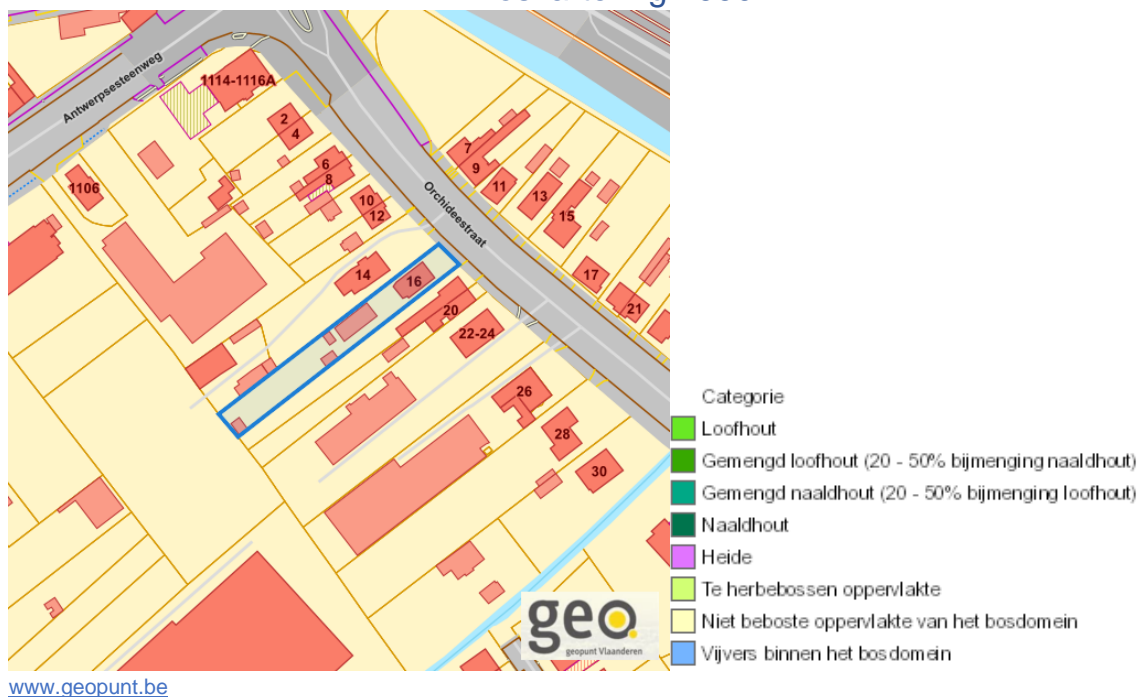 Antwerpsesteenweg
1114-1116A
2
4
1106
6
8
10
12
7
9
11
13
15
Orchideestraat
14
16
17
20
21
22-24
26
28
30
Categorie
Loofhout
Gemengd loofhout (20 - 50% bijmenging naaldhout)
Gemengd naaldhout (20 - 50% bijmenging loofhout)
Naaldhout
Heide
Te herbebossen oppervlakte
Niet beboste oppervlakte van het bosdomein
Vijvers binnen het bosdomein
geo
geopunt Vlaanderen
www.geopunt.be